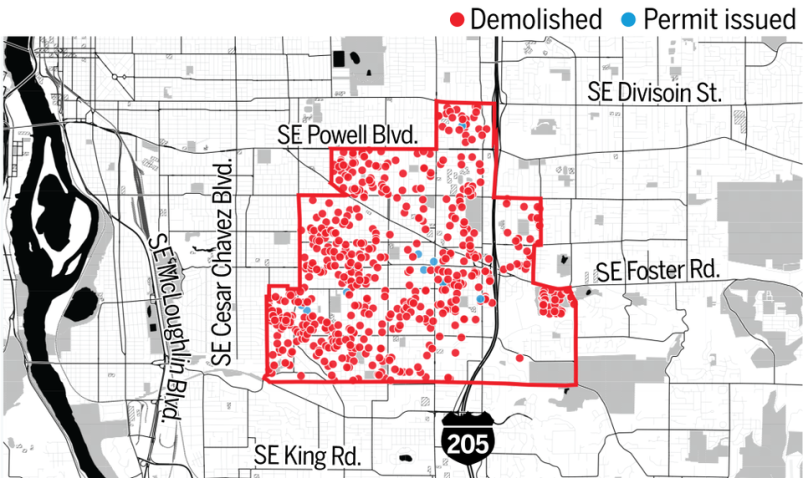 Demolished Permit issued
SE Divisoin St.
SE Powell Blvd.
SE Cesar Chavez Blvd.
SE McLoughlin Blvd.
SE Foster Rd.
205
SE King Rd.